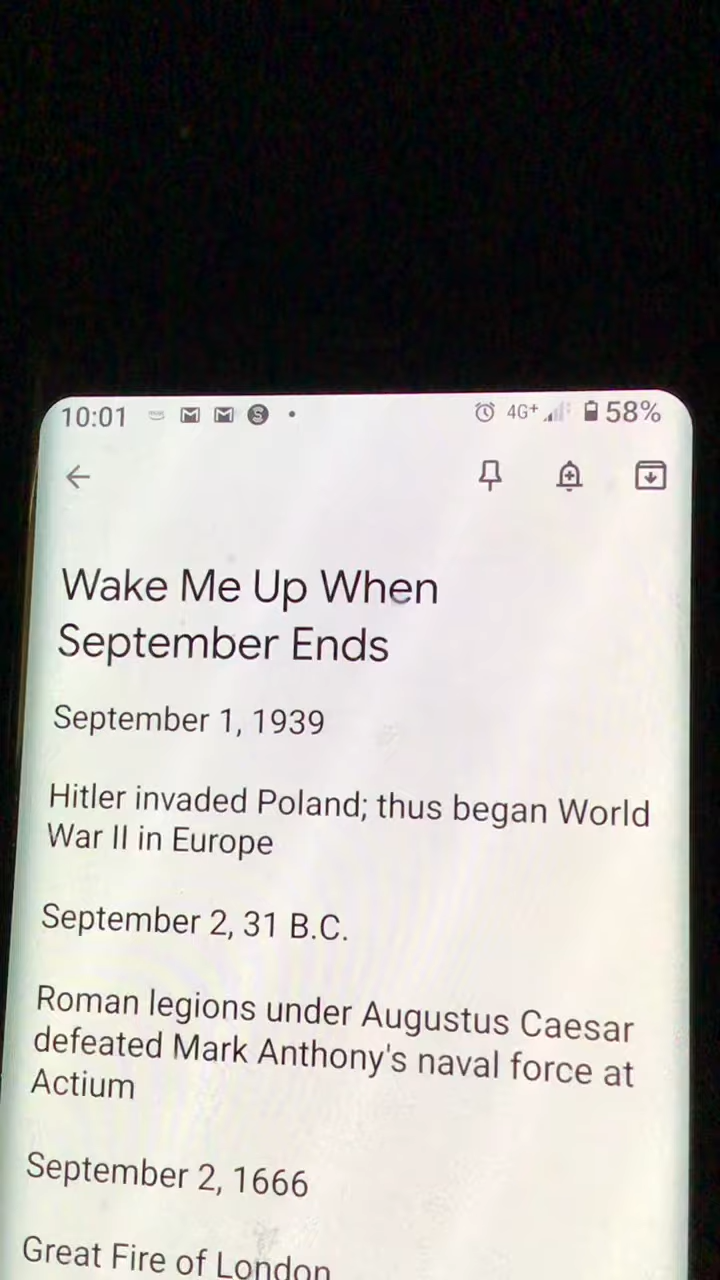 10:01
4G+ 58%
Wake Me Up When
September Ends
September 1, 1939
Hitler invaded Poland; thus began World
War II in Europe
September 2, 31 B.C.
Roman legions under Augustus Caesar
defeated Mark Anthony's naval force at
Actium
September 2, 1666
Great Fire of London